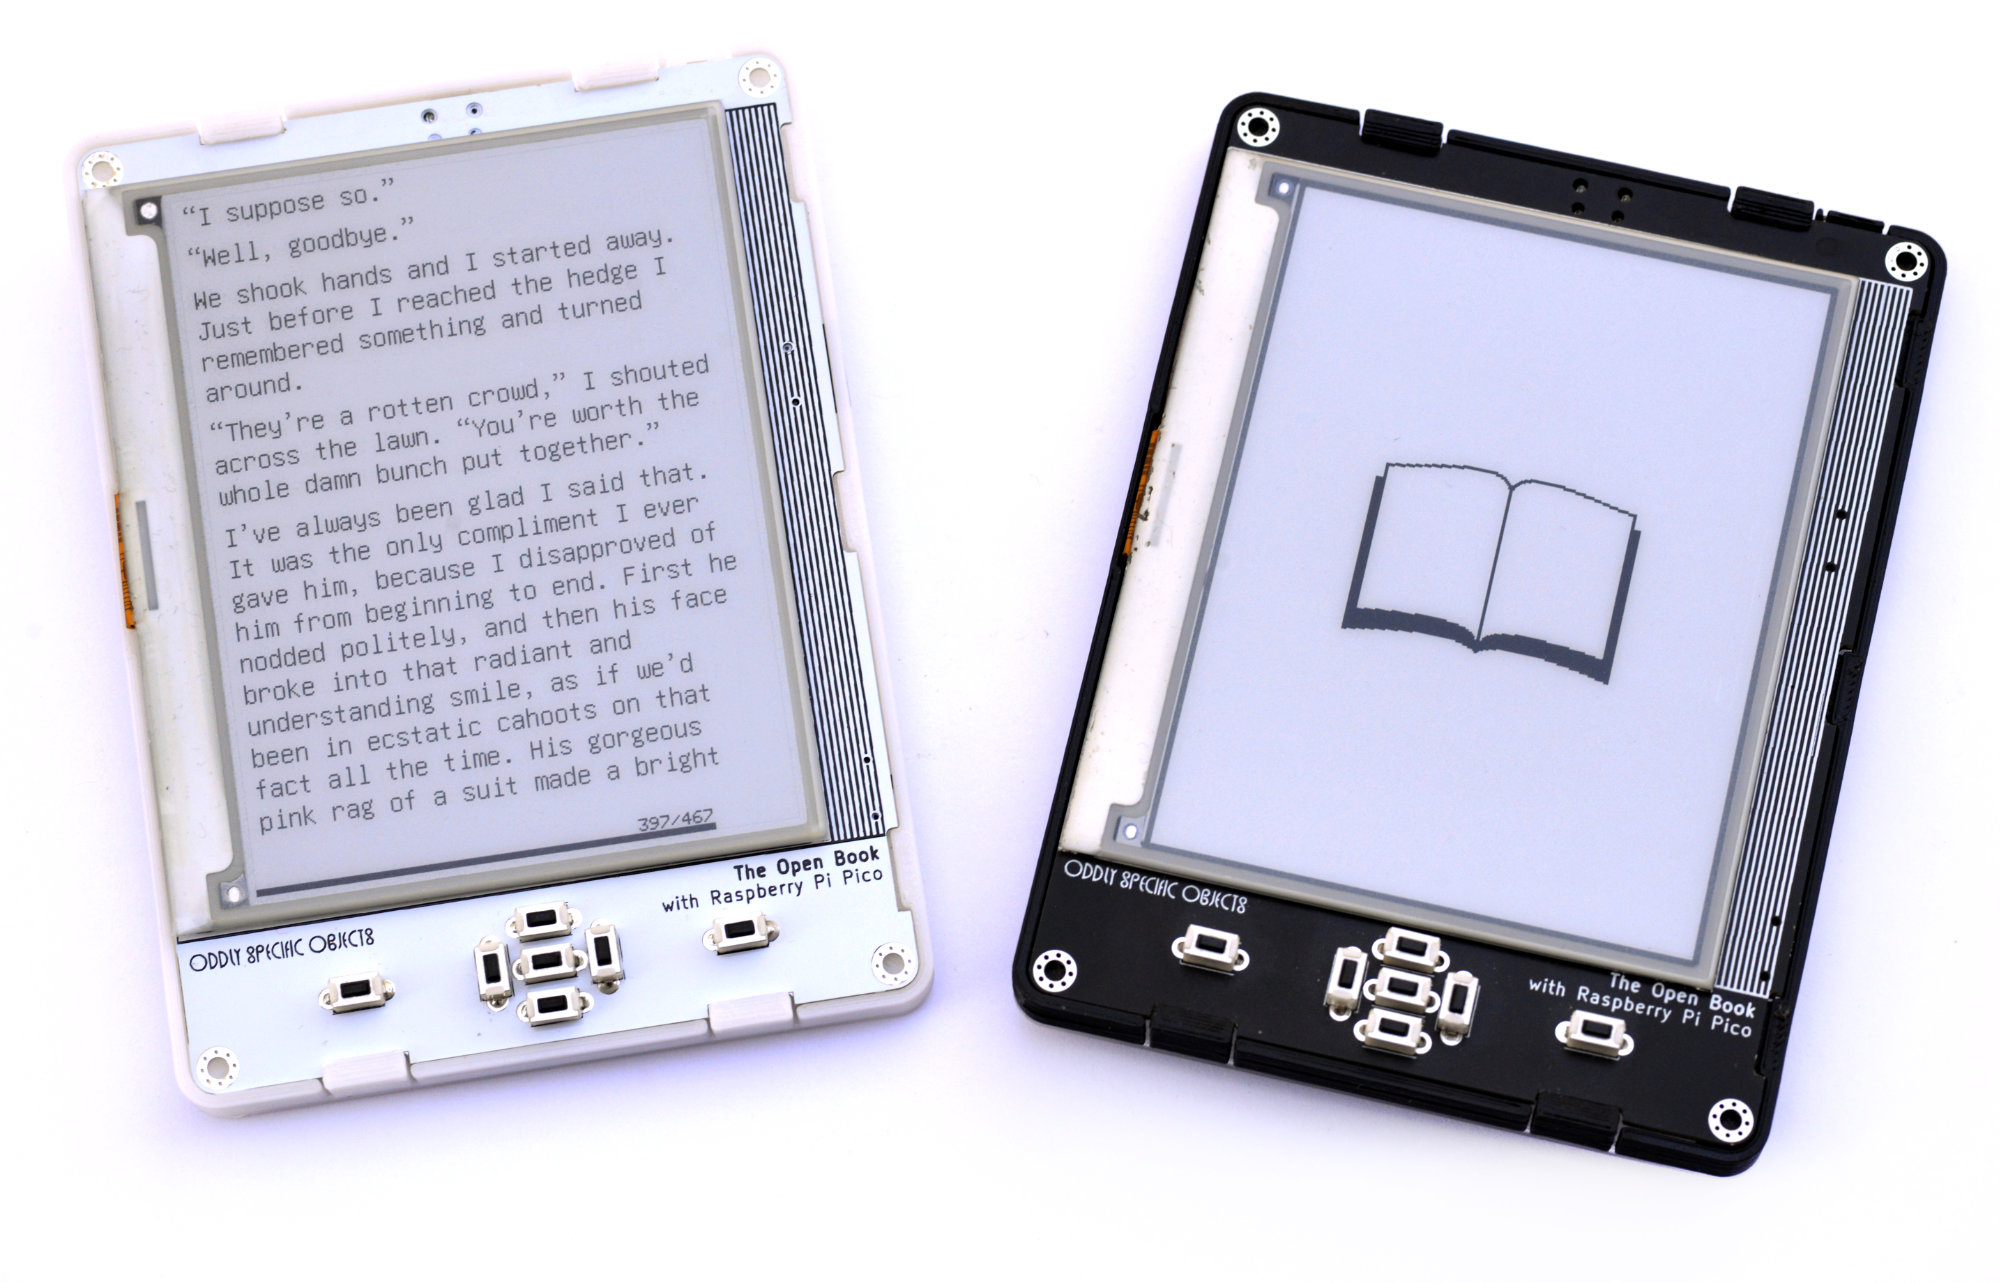 “I suppose so.”
“Well, goodbye.”
We shook hands and I started away.
Just before I reached the hedge I
remembered something and turned
around.
“They’re a rotten crowd,” I shouted
across the lawn. “You’re worth the
whole damn bunch put together.”
I’ve always been glad I said that.
It was the only compliment I ever
gave him, because I disapproved of
him from beginning to end. First he
nodded politely, and then his face
broke into that radiant and
understanding smile, as if we’d
been in ecstatic cahoots on that
fact all the time. His gorgeous
pink rag of a suit made a bright
397/467
The Open Book
with Raspberry Pi Pico
ODDLY SPECIFIC OBJECTS
ODDLY SPECIFIC OBJECTS
The Open Book
with Raspberry Pi Pico